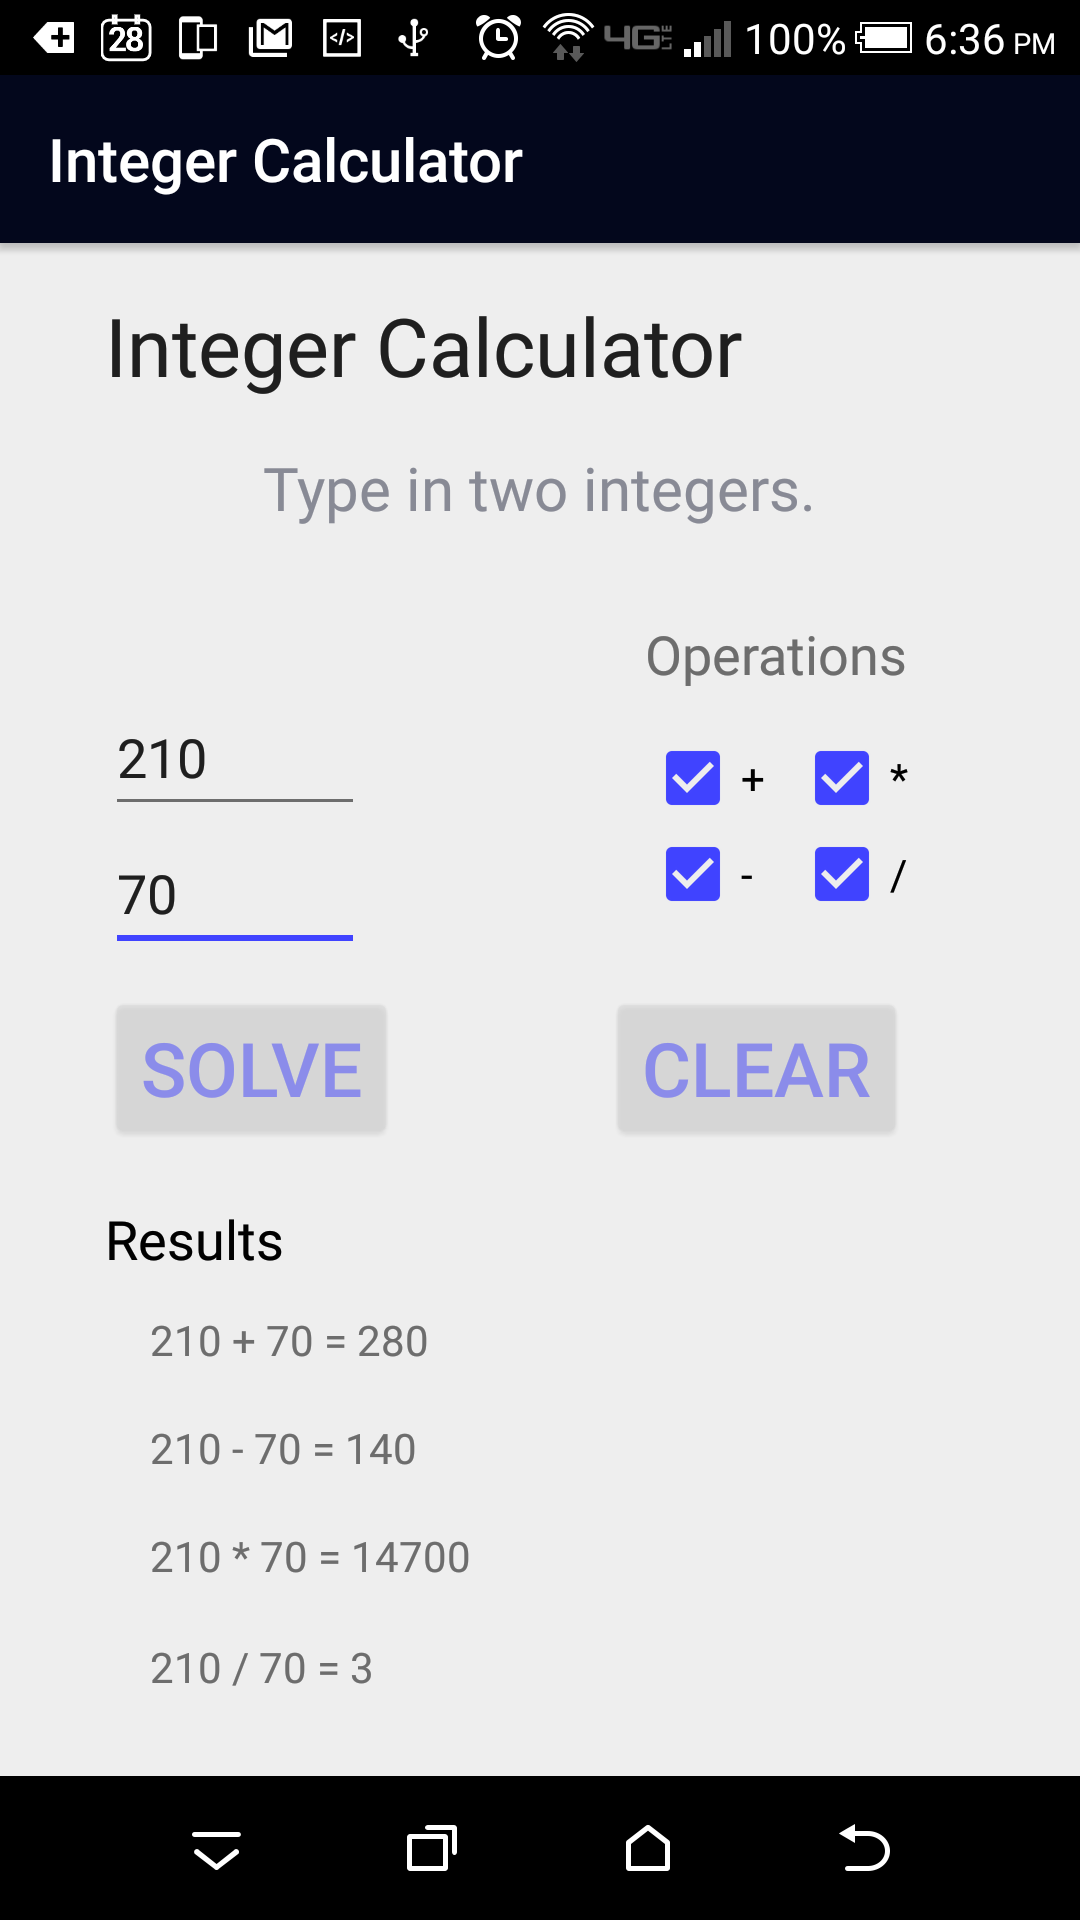 28 </> 4G LTE 100% 6:36 PM
Integer Calculator
Integer Calculator
Type in two integers.
Operations
210
+ *
- /
70
SOLVE CLEAR
Results
210 + 70 = 280
210 - 70 = 140
210 * 70 = 14700
210 / 70 = 3